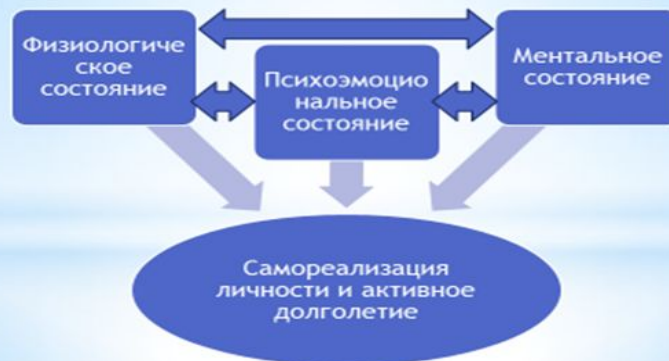 Физиологиче
ское
состояние
Психоэмоцио
нальное
состояние
Ментальное
состояние
Самореализация
личности и активное
долголетие